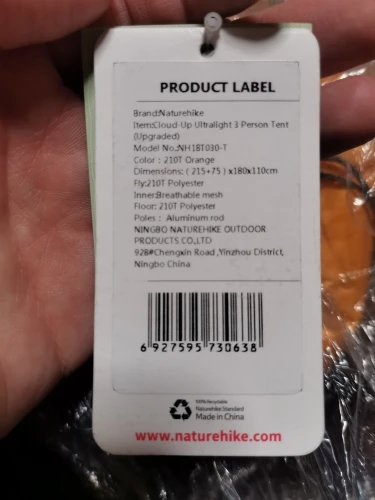 PRODUCT LABEL
Brand:Naturehike
Item:Cloud-Up Ultralight 3 Person Tent
(Upgraded)
Model No.:NH18T030-T
Color：210T Orange
Dimensions:（215+75）x180x110cm
Fly:210T Polyester
Inner:Breathable mesh
Floor: 210T Polyester
Poles： Aluminum rod
NINGBO NATUREHIKE OUTDOOR
PRODUCTS CO.,LTD
928#Chengxin Road ,Yinzhou District,
Ningbo China
6 927595 730638
100% Recyclable
Naturehike Standard
Made in China
www.naturehike.com